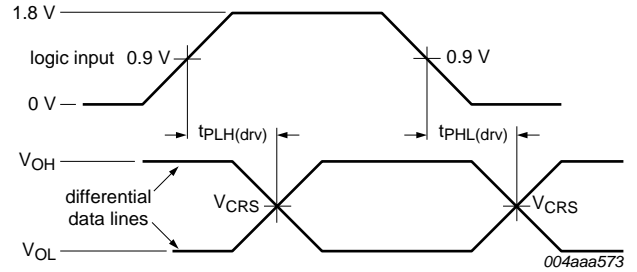 1.8 V
logic input 0.9 V
0.9 V
0 V
tPLH(drv)
tPHL(drv)
VOH
differential
data lines
VCRS
VCRS
VOL
004aaa573